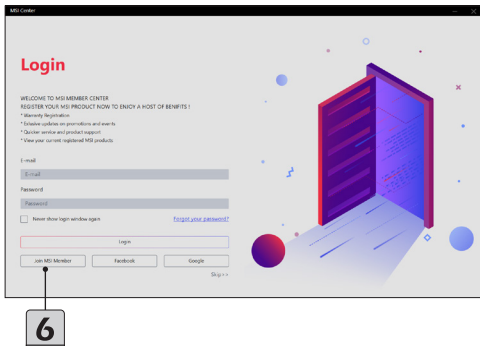 MSI Center
Login
WELCOME TO MSI MEMBER CENTER
REGISTER YOUR MSI PRODUCT NOW TO ENJOY A HOST OF BENIFITS !
* Warranty Registration
* Exlusive updates on promotions and events
* Quicker service and product support
* View your current registered MSI products
E-mail
E-mail
Password
Password
Never show login window again
Forgot your password?
Login
Join MSI Member
Facebook
Google
Skip>>
6